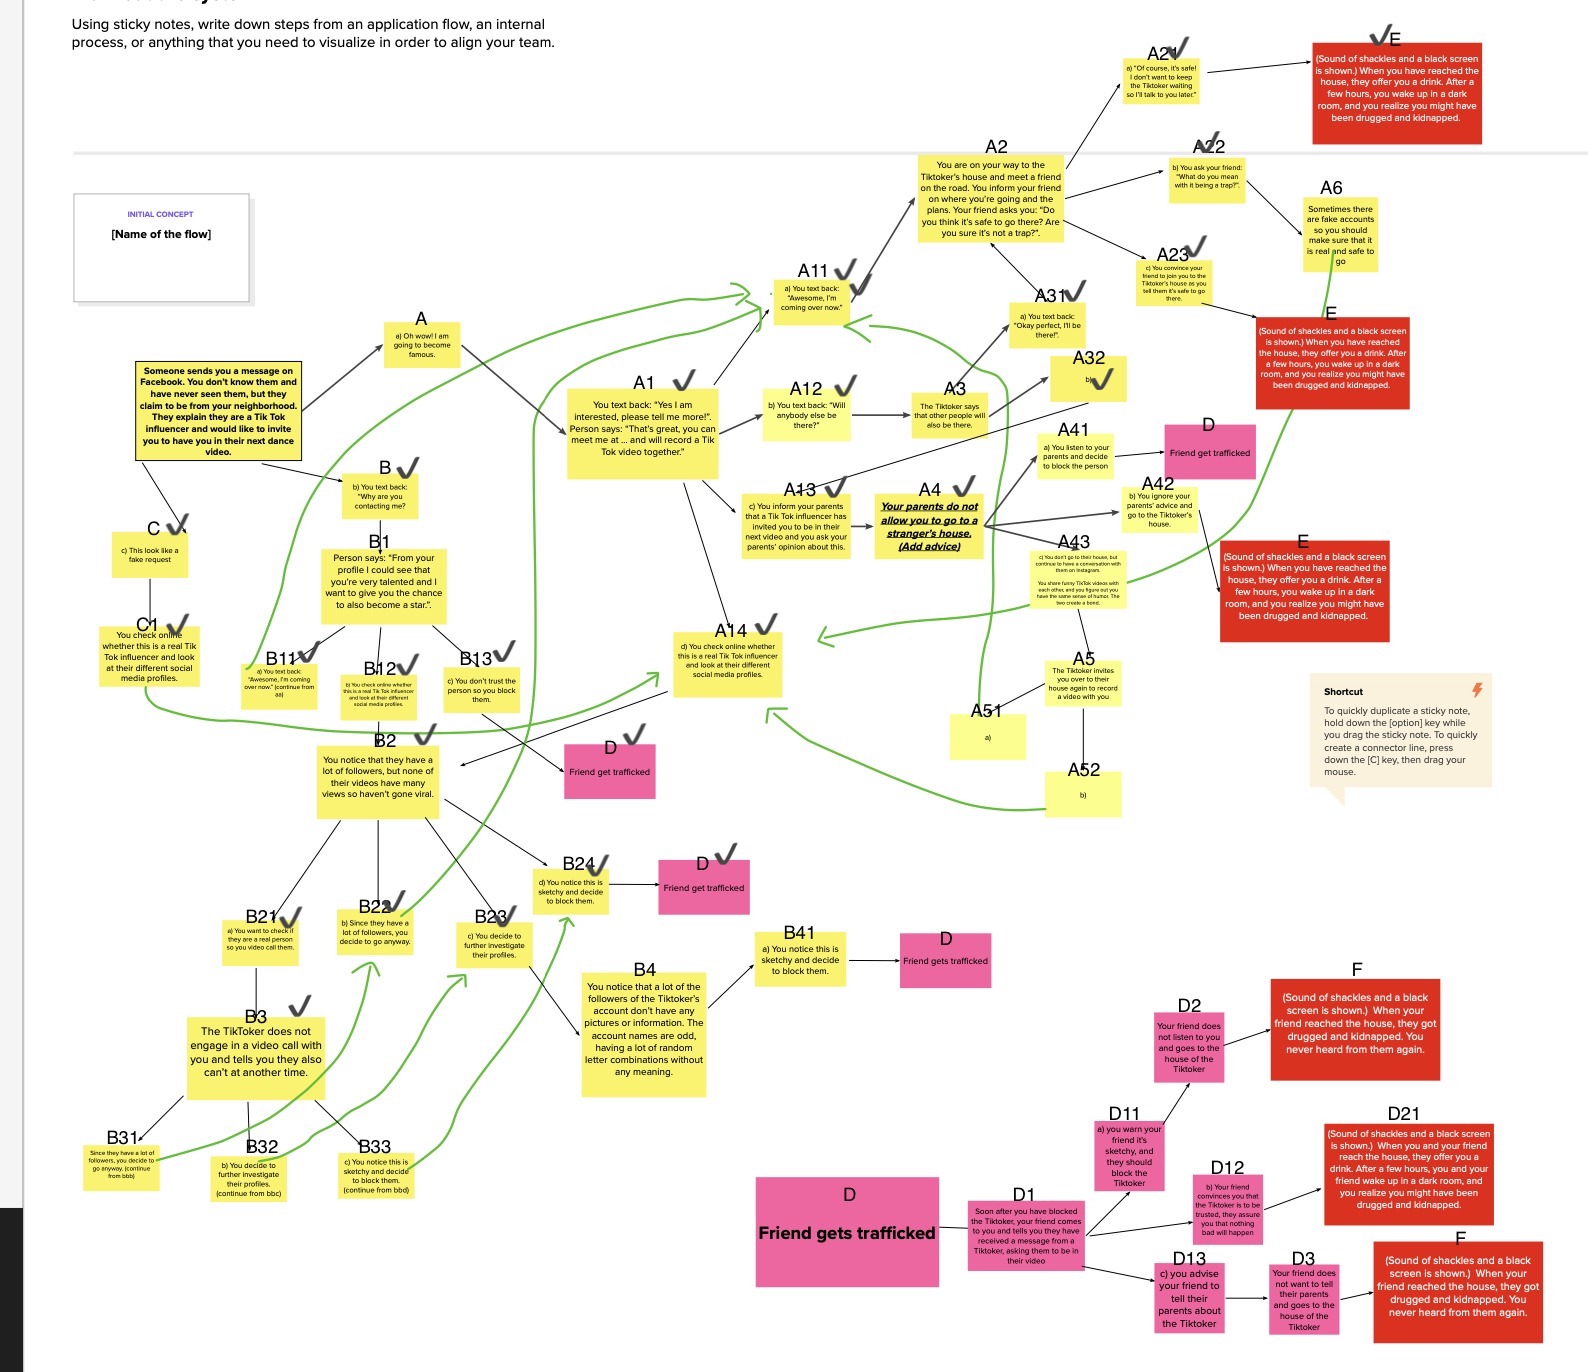 Using sticky notes, write down steps from an application flow, an internal
process, or anything that you need to visualize in order to align your team.
INITIAL CONCEPT
[Name of the flow]
A21
a) "Of course, it's safe!
I don't want to keep
the Tiktoker waiting
so I'll talk to you later."
E
(Sound of shackles and a black screen
is shown.) When you have reached the
house, they offer you a drink. After a
few hours, you wake up in a dark
room, and you realize you might have
been drugged and kidnapped.
A2
You are on your way to the
Tiktoker's house and meet a friend
on the road. You inform your friend
on where you're going and the
plans. Your friend asks you: "Do
you think it's safe to go there? Are
you sure it's not a trap?".
A22
b) You ask your friend:
"What do you mean
with it being a trap?".
A6
Sometimes there
are fake accounts
so you should
make sure that it
is real and safe to
go
A23
c) You convince your
friend to join you to the
Tiktoker's house as you
tell them it's safe to go
there.
E
(Sound of shackles and a black screen
is shown.) When you have reached
the house, they offer you a drink. After
a few hours, you wake up in a dark
room, and you realize you might have
been drugged and kidnapped.
A11
a) You text back:
"Awesome, I'm
coming over now."
A31
a) You text back:
"Okay perfect, I'll be
there!".
A
a) Oh wow! I am
going to become
famous.
Someone sends you a message on
Facebook. You don't know them and
have never seen them, but they
claim to be from your neighborhood.
They explain they are a Tik Tok
influencer and would like to invite
you to have you in their next dance
video.
A1
You text back: "Yes I am
interested, please tell me more!".
Person says: "That's great, you can
meet me at ... and will record a Tik
Tok video together."
A12
b) You text back: "Will
anybody else be
there?"
A3
The Tiktoker says
that other people will
also be there.
A32
b)
A41
a) You listen to your
parents and decide
to block the person
D
Friend get trafficked
A13
c) You inform your parents
that a Tik Tok influencer has
invited you to be in their
next video and you ask your
parents' opinion about this.
A4
Your parents do not
allow you to go to a
stranger's house.
(Add advice)
A42
b) You ignore your
parents' advice and
go to the Tiktoker's
house.
A43
c) You don't go to their house, but
continue to have a conversation with
them on Instagram.
You share funny TikTok videos with
each other, and you figure out you
have the same sense of humor. The
two create a bond.
E
(Sound of shackles and a black screen
is shown.) When you have reached the
house, they offer you a drink. After a
few hours, you wake up in a dark
room, and you realize you might have
been drugged and kidnapped.
B
b) You text back:
"Why are you
contacting me?
C
c) This look like a
fake request
B1
Person says: "From your
profile I could see that
you're very talented and I
want to give you the chance
to also become a star.".
C1
You check online
whether this is a real Tik
Tok influencer and look
at their different social
media profiles.
B11
a) You text back:
"Awesome, I'm coming
over now." (continue from
aa)
B12
b) You check online whether
this is a real Tik Tok influencer
and look at their different
social media profiles.
B13
c) You don't trust the
person so you block
them.
A14
d) You check online whether
this is a real Tik Tok influencer
and look at their different
social media profiles.
A5
The Tiktoker invites
you over to their
house again to record
a video with you
A51
a)
A52
b)
Shortcut
To quickly duplicate a sticky note,
hold down the [option] key while
you drag the sticky note. To quickly
create a connector line, press
down the [C] key, then drag your
mouse.
B2
You notice that they have a
lot of followers, but none of
their videos have many
views so haven't gone viral.
D
Friend get trafficked
B24
d) You notice this is
sketchy and decide
to block them.
D
Friend get trafficked
B21
a) You want to check if
they are a real person
so you video call them.
B22
b) Since they have a
lot of followers, you
decide to go anyway.
B23
c) You decide to
further investigate
their profiles.
B41
a) You notice this is
sketchy and decide
to block them.
D
Friend gets trafficked
B4
You notice that a lot of the
followers of the Tiktoker's
account don't have any
pictures or information. The
account names are odd,
having a lot of random
letter combinations without
any meaning.
B3
The TikToker does not
engage in a video call with
you and tells you they also
can't at another time.
B31
Since they have a lot of
followers, you decide to
go anyway. (continue
from bbb)
B32
b) You decide to
further investigate
their profiles.
(continue from bbc)
B33
c) You notice this is
sketchy and decide
to block them.
(continue from bbd)
D2
Your friend does
not listen to you
and goes to the
house of the
Tiktoker
F
(Sound of shackles and a black
screen is shown.) When your
friend reached the house, they got
drugged and kidnapped. You
never heard from them again.
D11
a) you warn your
friend it's
sketchy, and
they should
block the
Tiktoker
D21
(Sound of shackles and a black screen
is shown.) When you and your friend
reach the house, they offer you a
drink. After a few hours, you and your
friend wake up in a dark room, and
you realize you might have been
drugged and kidnapped.
D12
b) Your friend
convinces you that
the Tiktoker is to be
trusted, they assure
you that nothing
bad will happen
D
Friend gets trafficked
D1
Soon after you have blocked
the Tiktoker, your friend comes
to you and tells you they have
received a message from a
Tiktoker, asking them to be in
their video
D13
c) you advise
your friend to
tell their
parents about
the Tiktoker
D3
Your friend does
not want to tell
their parents
and goes to the
house of the
Tiktoker
F
(Sound of shackles and a black
screen is shown.) When your
friend reached the house, they got
drugged and kidnapped. You
never heard from them again.